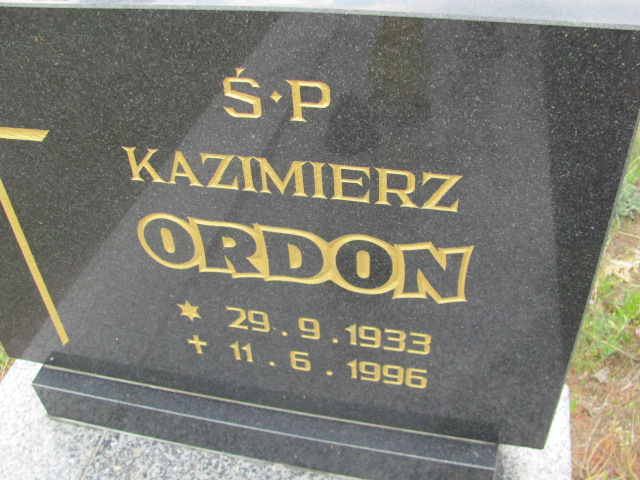 Ś·P
KAZIMIERZ
ORDON
* 29.9.1933
✝ 11.6.1996